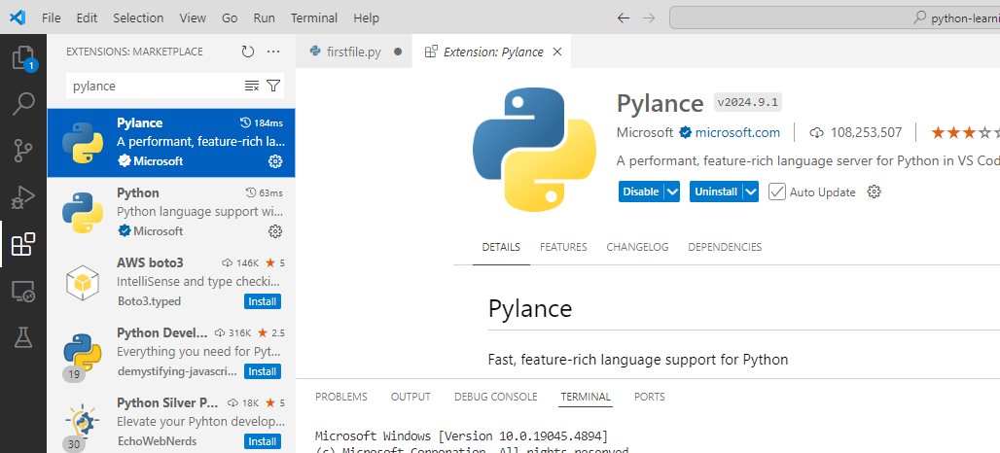 File Edit Selection View Go Run Terminal Help
python-learni
1
EXTENSIONS: MARKETPLACE
pylance
Pylance 184ms
A performant, feature-rich la...
Microsoft
Python 63ms
Python language support wi...
Microsoft
AWS boto3 146K 5
IntelliSense and type checki...
Boto3.typed Install
Python Devel... 316K 2.5
Everything you need for Pyt...
19 demystifying-javascri... Install
Python Silver P... 18K 5
Elevate your Pyhton develop...
30 EchoWebNerds Install
firstfile.py
Extension: Pylance
Pylance v2024.9.1
Microsoft microsoft.com 108,253,507
A performant, feature-rich language server for Python in VS Cod
Disable Uninstall Auto Update
DETAILS FEATURES CHANGELOG DEPENDENCIES
Pylance
Fast, feature-rich language support for Python
PROBLEMS OUTPUT DEBUG CONSOLE TERMINAL PORTS
Microsoft Windows [Version 10.0.19045.4894]
(c) Microsoft Corporation. All rights reserved